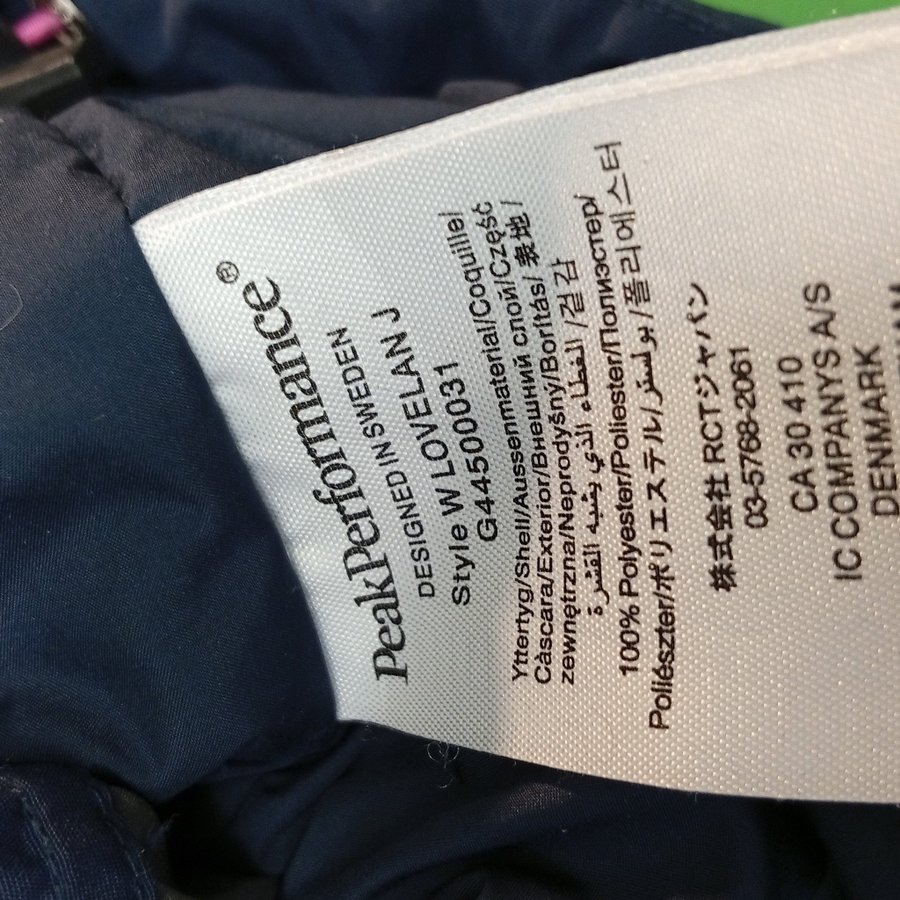 PeakPerformance®
DESIGNED IN SWEDEN
Style W LOVELAN J
G44500031
Yttertyg/Shell/Aussenmaterial/Coquille/
Càscara/Exterior/Внешний слой/Część
zewnętrzna/Neprodyšný/Borítás/ 表地 /
الغطاء الذي يشبه القشرة /겉감
100% Polyester/Poliester/Полиэстер/
Poliészter/ポリエステル/بولستر/폴리에스터
株式会社 RCTジャパン
03-5768-2061
CA 30 410
IC COMPANYS A/S
DENMARK